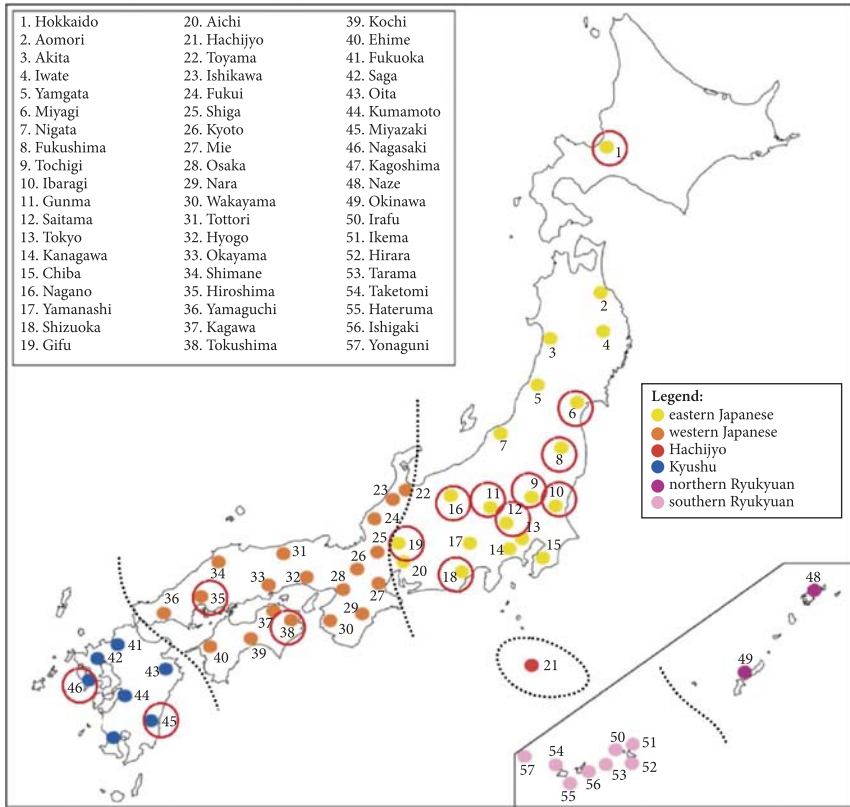 1. Hokkaido
2. Aomori
3. Akita
4. Iwate
5. Yamgata
6. Miyagi
7. Nigata
8. Fukushima
9. Tochigi
10. Ibaragi
11. Gunma
12. Saitama
13. Tokyo
14. Kanagawa
15. Chiba
16. Nagano
17. Yamanashi
18. Shizuoka
19. Gifu
20. Aichi
21. Hachijyo
22. Toyama
23. Ishikawa
24. Fukui
25. Shiga
26. Kyoto
27. Mie
28. Osaka
29. Nara
30. Wakayama
31. Tottori
32. Hyogo
33. Okayama
34. Shimane
35. Hiroshima
36. Yamaguchi
37. Kagawa
38. Tokushima
39. Kochi
40. Ehime
41. Fukuoka
42. Saga
43. Oita
44. Kumamoto
45. Miyazaki
46. Nagasaki
47. Kagoshima
48. Naze
49. Okinawa
50. Irafu
51. Ikema
52. Hirara
53. Tarama
54. Taketomi
55. Hateruma
56. Ishigaki
57. Yonaguni
1
2
3
4
5
6
7
8
Legend:
eastern Japanese
western Japanese
Hachijyo
Kyushu
northern Ryukyuan
southern Ryukyuan
23
22
16
11
9
10
24
12
13
25
19
17
14
15
26
20
18
31
34
33
32
28
27
36
35
37
38
29
30
40
39
41
42
43
46
44
45
21
48
49
50
51
54
57
56
53
52
55